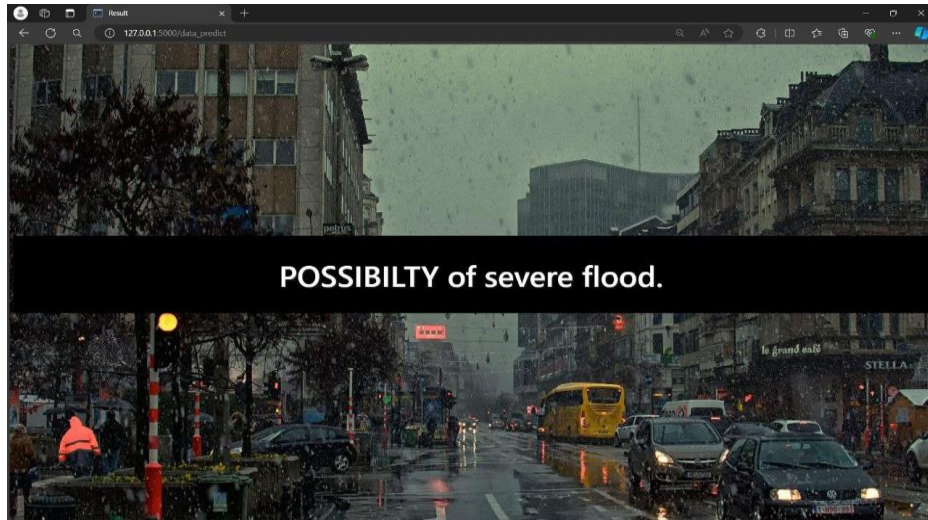 Result
127.0.0.1:5000/data_predict
petrus
POSSIBILTY of severe flood.
le grand café
STELLA